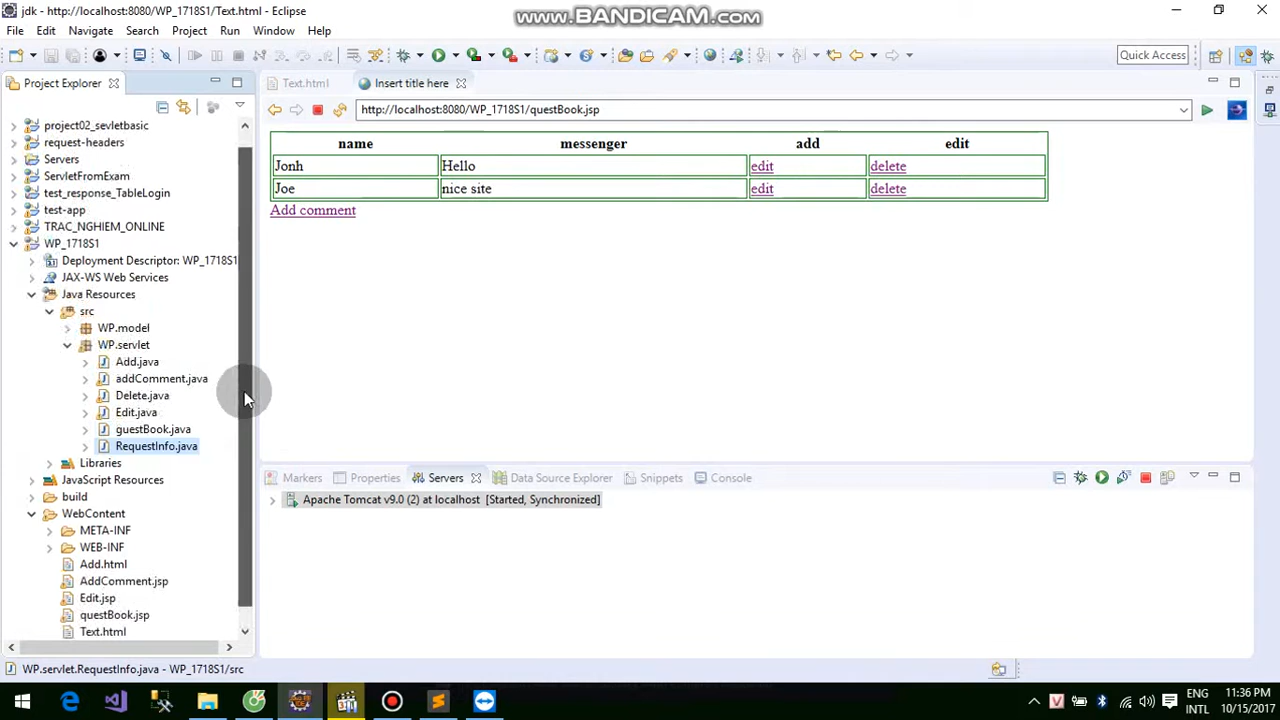 jdk - http://localhost:8080/WP_1718S1/Text.html - Eclipse
www.BANDICAM.com
File Edit Navigate Search Project Run Window Help
Quick Access
Project Explorer
Text.html
Insert title here
http://localhost:8080/WP_1718S1/questBook.jsp
project02_sevletbasic
request-headers
Servers
ServletFromExam
test_response_TableLogin
test-app
TRAC_NGHIEM_ONLINE
WP_1718S1
Deployment Descriptor: WP_1718S1
JAX-WS Web Services
Java Resources
src
WP.model
WP.servlet
Add.java
addComment.java
Delete.java
Edit.java
guestBook.java
RequestInfo.java
Libraries
JavaScript Resources
build
WebContent
META-INF
WEB-INF
Add.html
AddComment.jsp
Edit.jsp
questBook.jsp
Text.html
name messenger add edit
Jonh Hello edit delete
Joe nice site edit delete
Add comment
Markers Properties Servers Data Source Explorer Snippets Console
Apache Tomcat v9.0 (2) at localhost [Started, Synchronized]
WP.servlet.RequestInfo.java - WP_1718S1/src
ENG
INTL
11:36 PM
10/15/2017